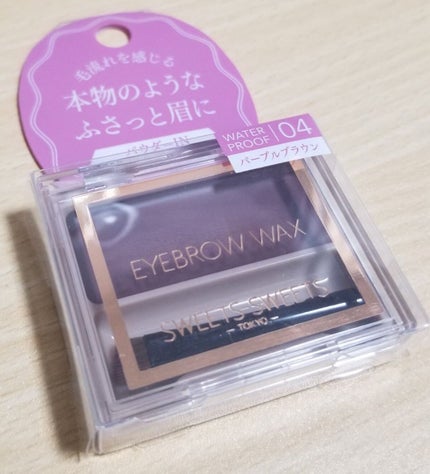 毛流れを感じる
本物のような
ふさっと眉に
パウダーIN
WATER
PROOF
04
パープルブラウン
EYEBROW WAX
SWEETS SWEETS
– TOKYO –